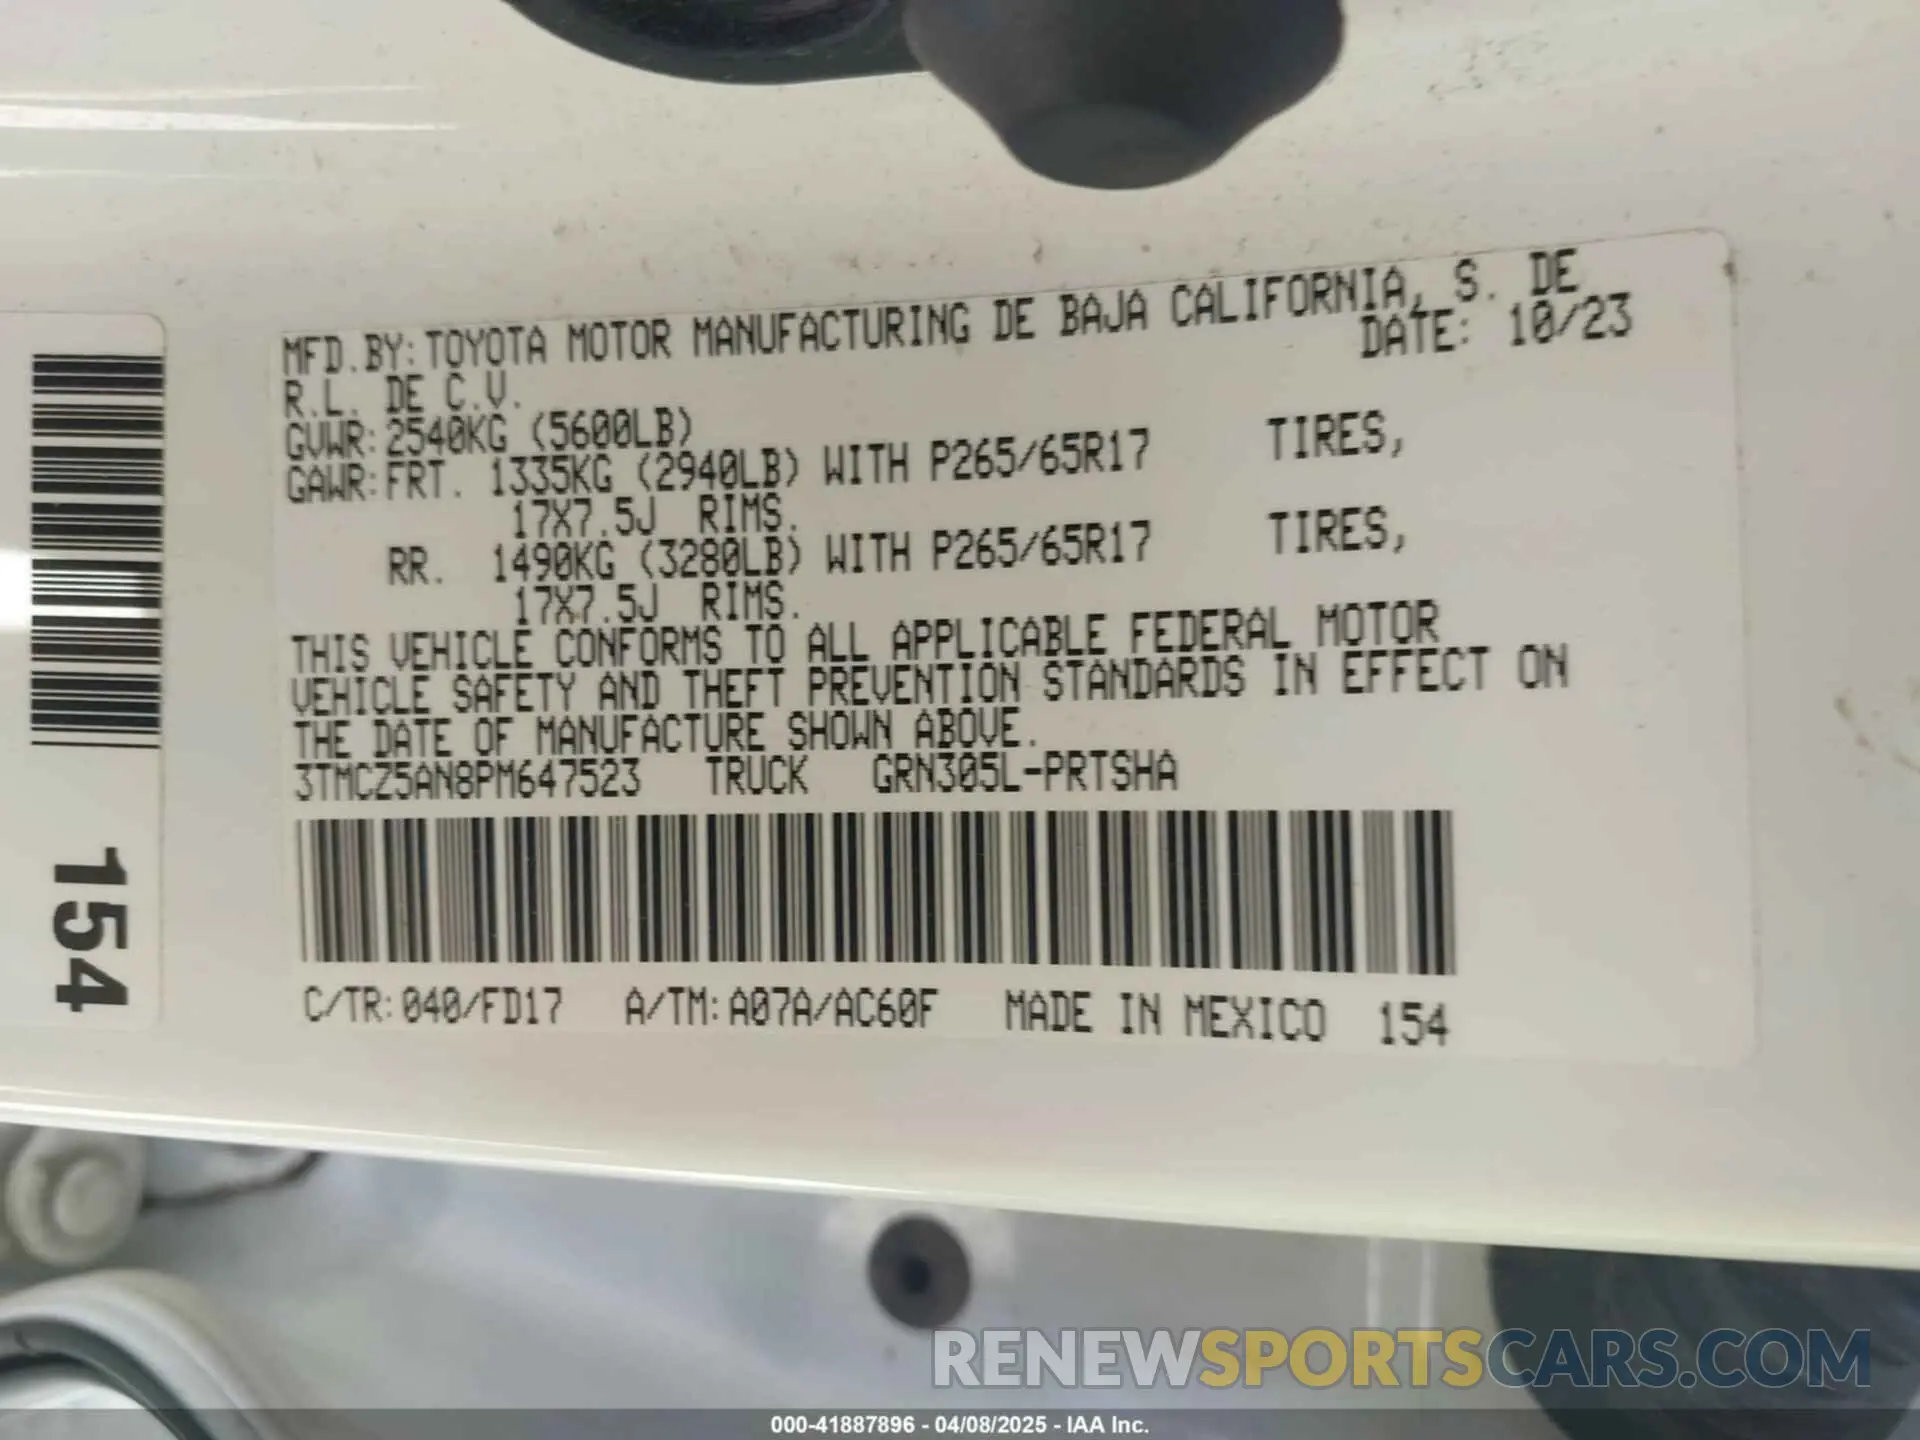 MFD.BY:TOYOTA MOTOR MANUFACTURING DE BAJA CALIFORNIA, S. DE
R.L. DE C.V. DATE: 10/23
GVWR:2540KG (5600LB)
GAWR:FRT. 1335KG (2940LB) WITH P265/65R17 TIRES,
17X7.5J RIMS.
RR. 1490KG (3280LB) WITH P265/65R17 TIRES,
17X7.5J RIMS.
THIS VEHICLE CONFORMS TO ALL APPLICABLE FEDERAL MOTOR
VEHICLE SAFETY AND THEFT PREVENTION STANDARDS IN EFFECT ON
THE DATE OF MANUFACTURE SHOWN ABOVE.
3TMCZ5AN8PM647523 TRUCK GRN305L-PRTSHA
C/TR:040/FD17 A/TM:A07A/AC60F MADE IN MEXICO 154
154
RENEWSPORTSCARS.COM
000-41887896 - 04/08/2025 - IAA Inc.